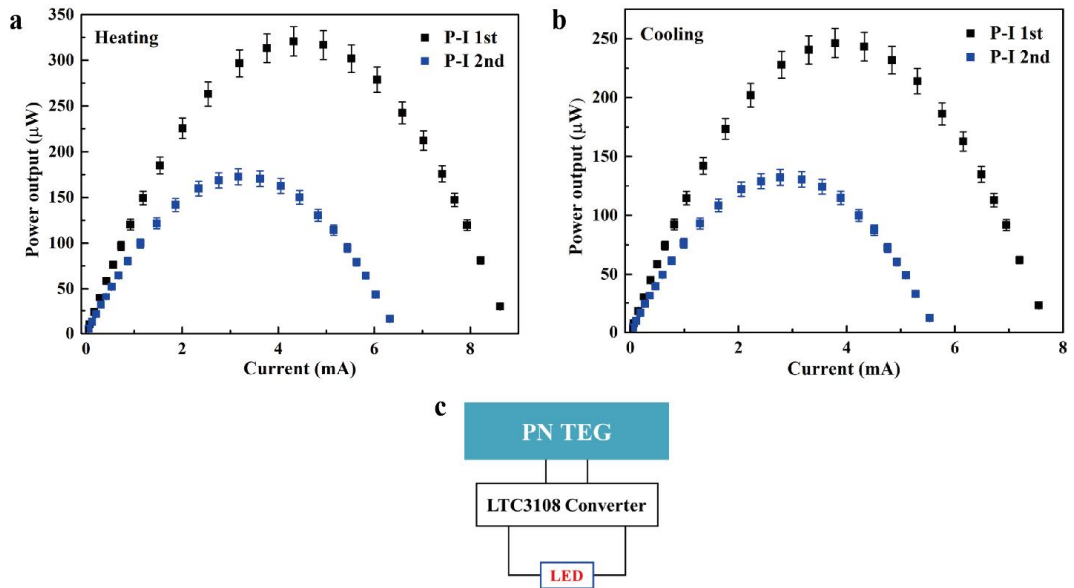 a
Heating
P-I 1st
P-I 2nd
Power output (μW)
350
300
250
200
150
100
50
0
0
2
4
6
8
Current (mA)
b
Cooling
P-I 1st
P-I 2nd
Power output (μW)
250
200
150
100
50
0
0
2
4
6
8
Current (mA)
c
PN TEG
LTC3108 Converter
LED